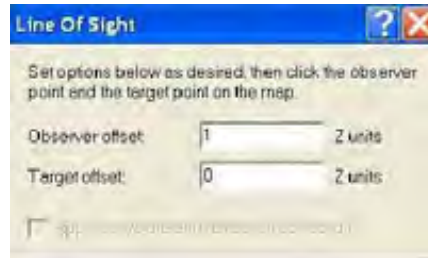 Line Of Sight
Set options below as desired, then click the observer
point and the target point on the map.
Observer offset: 1 Z units
Target offset: 0 Z units